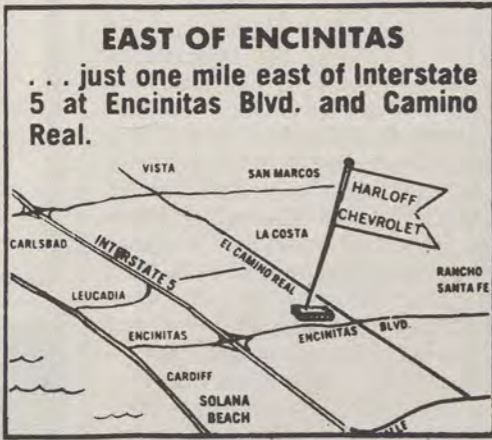 EAST OF ENCINITAS
. . . just one mile east of Interstate
5 at Encinitas Blvd. and Camino
Real.
VISTA
SAN MARCOS
HARLOFF
CHEVROLET
LA COSTA
CARLSBAD
INTERSTATE 5
EL CAMINO REAL
RANCHO
SANTA FE
LEUCADIA
ENCINITAS
ENCINITAS BLVD.
CARDIFF
SOLANA
BEACH